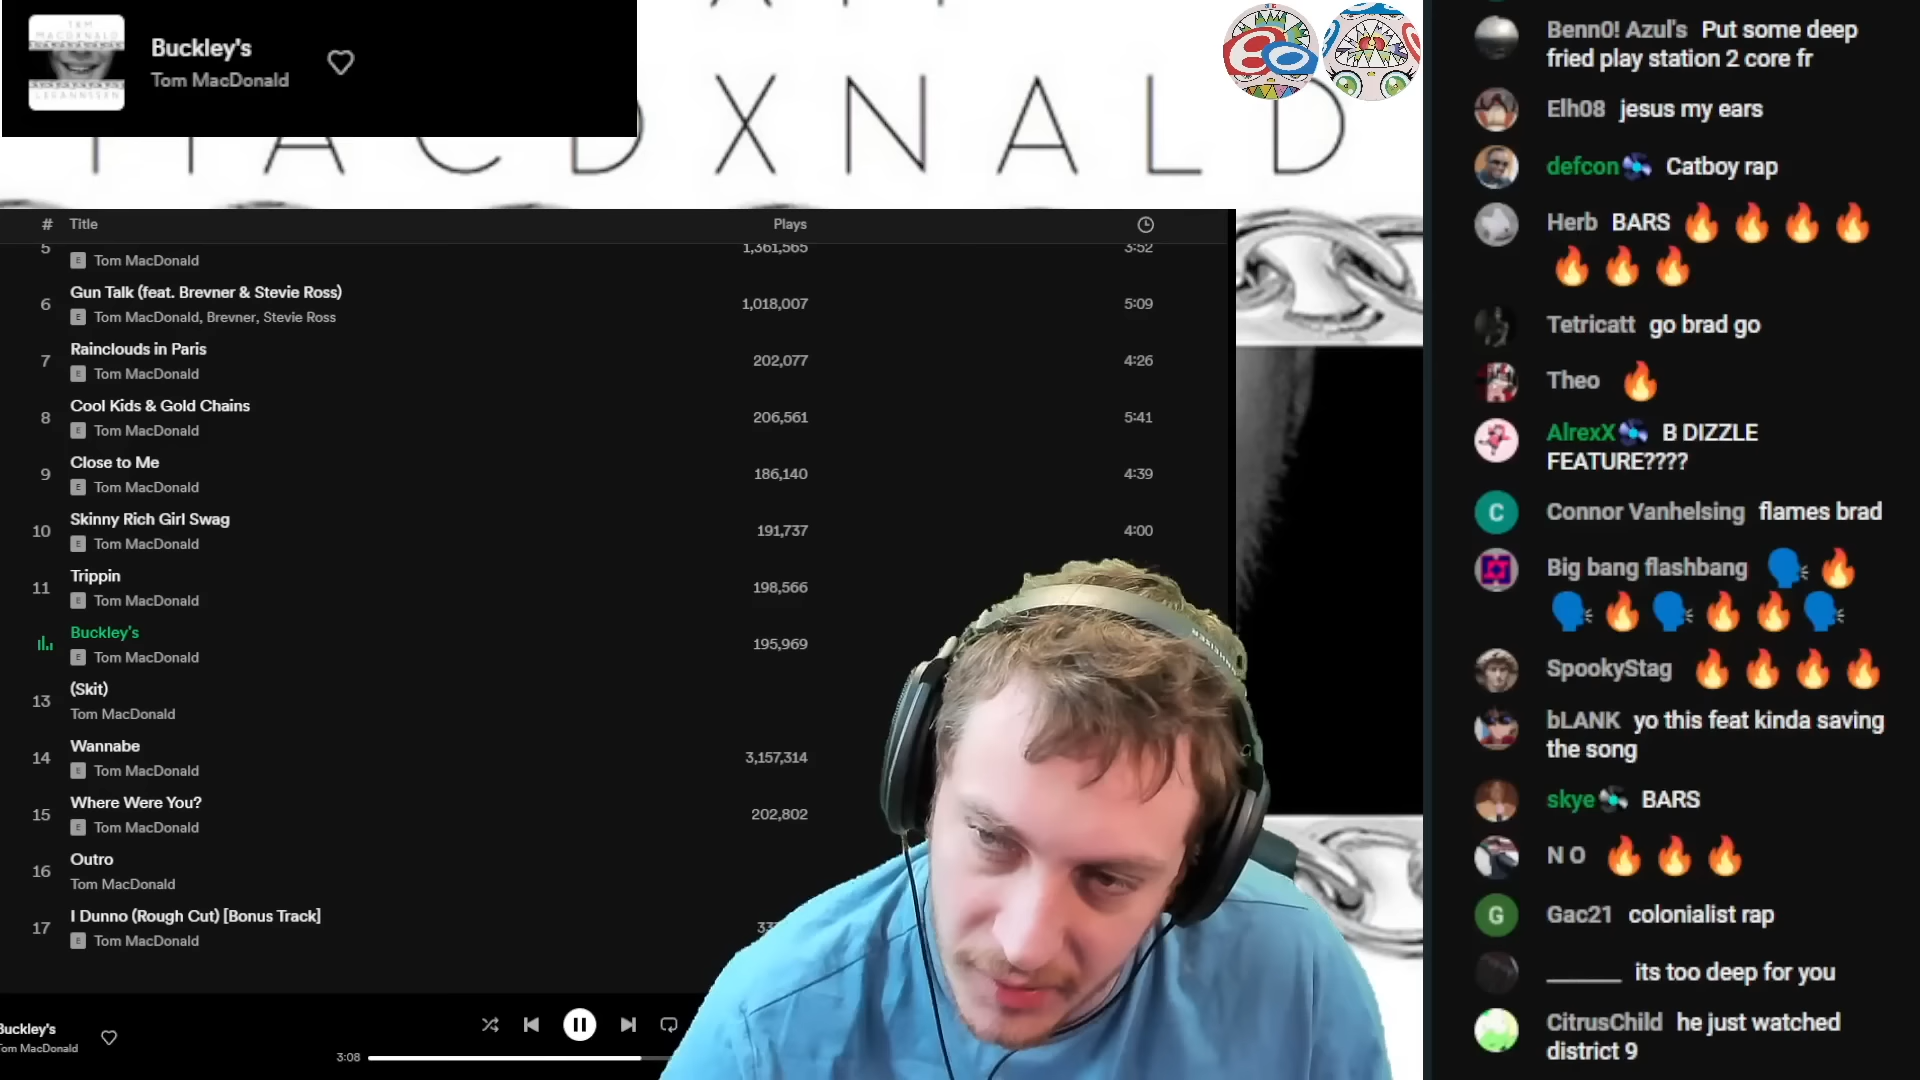 Buckley's
Tom MacDonald
MACDXNALD
# Title Plays
5 1,361,565 3:52
E Tom MacDonald
Gun Talk (feat. Brevner & Stevie Ross)
6 1,018,007 5:09
E Tom MacDonald, Brevner, Stevie Ross
Rainclouds in Paris
7 202,077 4:26
E Tom MacDonald
Cool Kids & Gold Chains
8 206,561 5:41
E Tom MacDonald
Close to Me
9 186,140 4:39
E Tom MacDonald
Skinny Rich Girl Swag
10 191,737 4:00
E Tom MacDonald
Trippin
11 198,566
E Tom MacDonald
Buckley's
195,969
E Tom MacDonald
(Skit)
13
Tom MacDonald
Wannabe
14 3,157,314
E Tom MacDonald
Where Were You?
15 202,802
E Tom MacDonald
Outro
16
Tom MacDonald
I Dunno (Rough Cut) [Bonus Track]
17
E Tom MacDonald
Buckley's
Tom MacDonald
3:08
Benn0! Azul's Put some deep
fried play station 2 core fr
Elh08 jesus my ears
defcon Catboy rap
Herb BARS 🔥 🔥 🔥 🔥
🔥 🔥 🔥
Tetricatt go brad go
Theo 🔥
AlrexX B DIZZLE
FEATURE????
C Connor Vanhelsing flames brad
Big bang flashbang 🗣️ 🔥
🗣️ 🔥 🗣️ 🔥 🔥 🗣️
SpookyStag 🔥 🔥 🔥 🔥
bLANK yo this feat kinda saving
the song
skye BARS
N O 🔥 🔥 🔥
G Gac21 colonialist rap
______ its too deep for you
CitrusChild he just watched
district 9